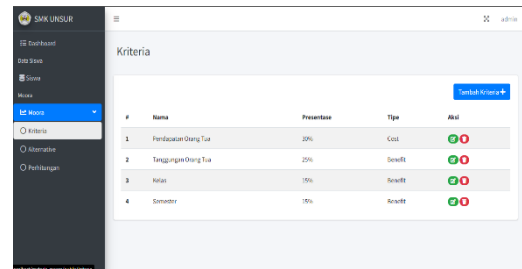 SMK UNSUR
admin
Dashboard
Data Siswa
Siswa
Moora
Moora
Kriteria
Alternative
Perhitungan
Kriteria
Tambah Kriteria +
# Nama Presentase Tipe Aksi
1 Pendapatan Orang Tua 30% Cost
2 Tanggungan Orang Tua 25% Benefit
3 Kelas 15% Benefit
4 Semester 15% Benefit